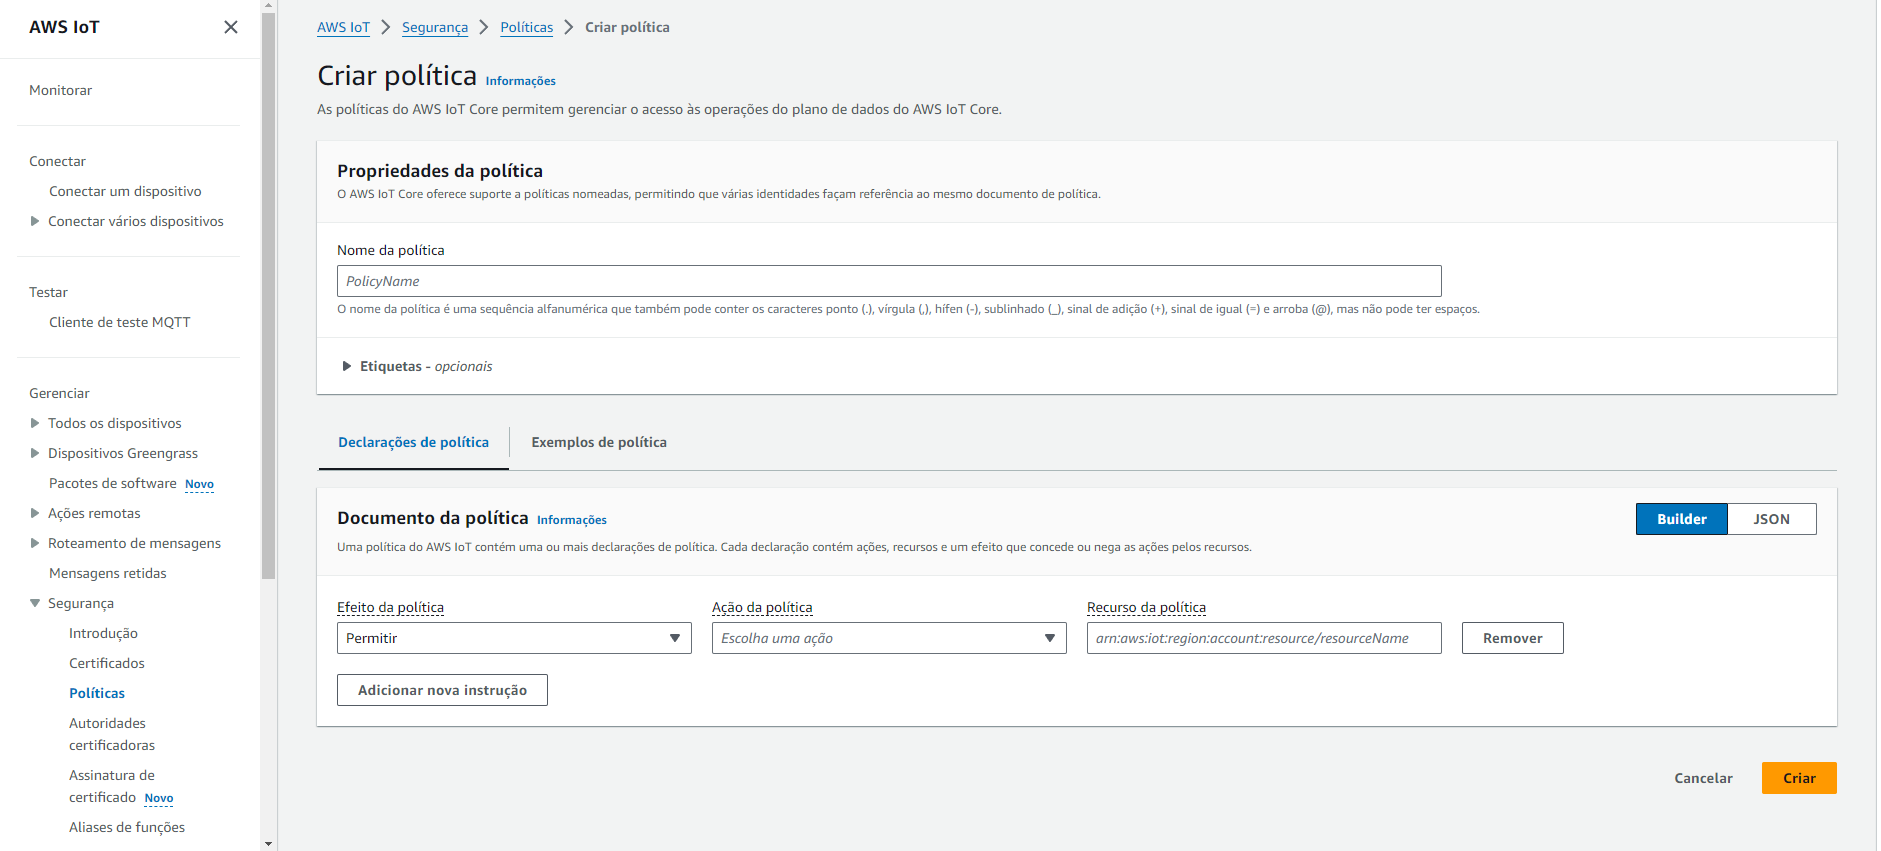 AWS IoT
Monitorar
Conectar
Conectar um dispositivo
Conectar vários dispositivos
Testar
Cliente de teste MQTT
Gerenciar
Todos os dispositivos
Dispositivos Greengrass
Pacotes de software Novo
Ações remotas
Roteamento de mensagens
Mensagens retidas
Segurança
Introdução
Certificados
Políticas
Autoridades
certificadoras
Assinatura de
certificado Novo
Aliases de funções
AWS IoT > Segurança > Políticas > Criar política
Criar política Informações
As políticas do AWS IoT Core permitem gerenciar o acesso às operações do plano de dados do AWS IoT Core.
Propriedades da política
O AWS IoT Core oferece suporte a políticas nomeadas, permitindo que várias identidades façam referência ao mesmo documento de política.
Nome da política
PolicyName
O nome da política é uma sequência alfanumérica que também pode conter os caracteres ponto (.), vírgula (,), hífen (-), sublinhado (_), sinal de adição (+), sinal de igual (=) e arroba (@), mas não pode ter espaços.
Etiquetas - opcionais
Declarações de política Exemplos de política
Documento da política Informações
Builder JSON
Uma política do AWS IoT contém uma ou mais declarações de política. Cada declaração contém ações, recursos e um efeito que concede ou nega as ações pelos recursos.
Efeito da política Ação da política Recurso da política
Permitir Escolha uma ação arn:aws:iot:region:account:resource/resourceName Remover
Adicionar nova instrução
Cancelar Criar